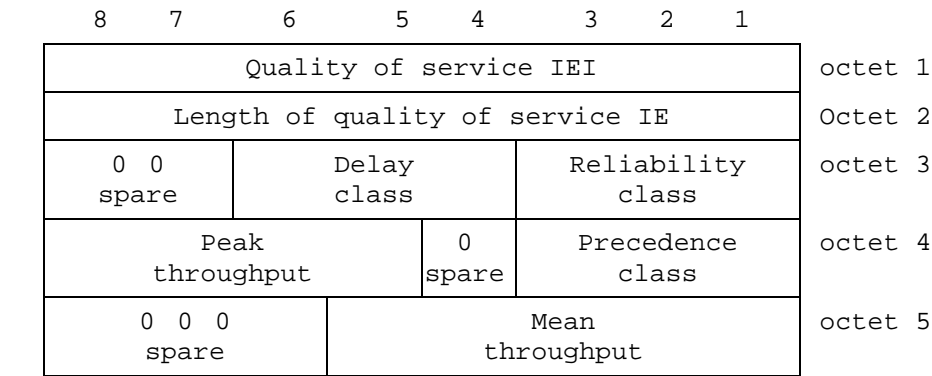 8 7 6 5 4 3 2 1
Quality of service IEI octet 1
Length of quality of service IE Octet 2
0 0 Delay Reliability octet 3
spare class class
Peak 0 Precedence octet 4
throughput spare class
0 0 0 Mean octet 5
spare throughput